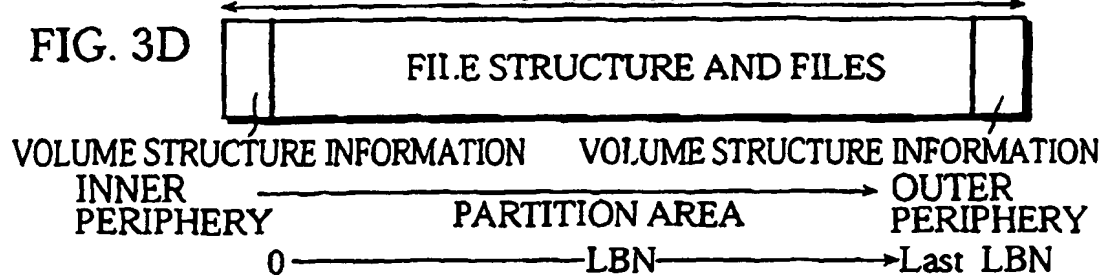 FIG. 3D
FILE STRUCTURE AND FILES
VOLUME STRUCTURE INFORMATION VOLUME STRUCTURE INFORMATION
INNER PERIPHERY PARTITION AREA OUTER PERIPHERY
0 LBN Last LBN